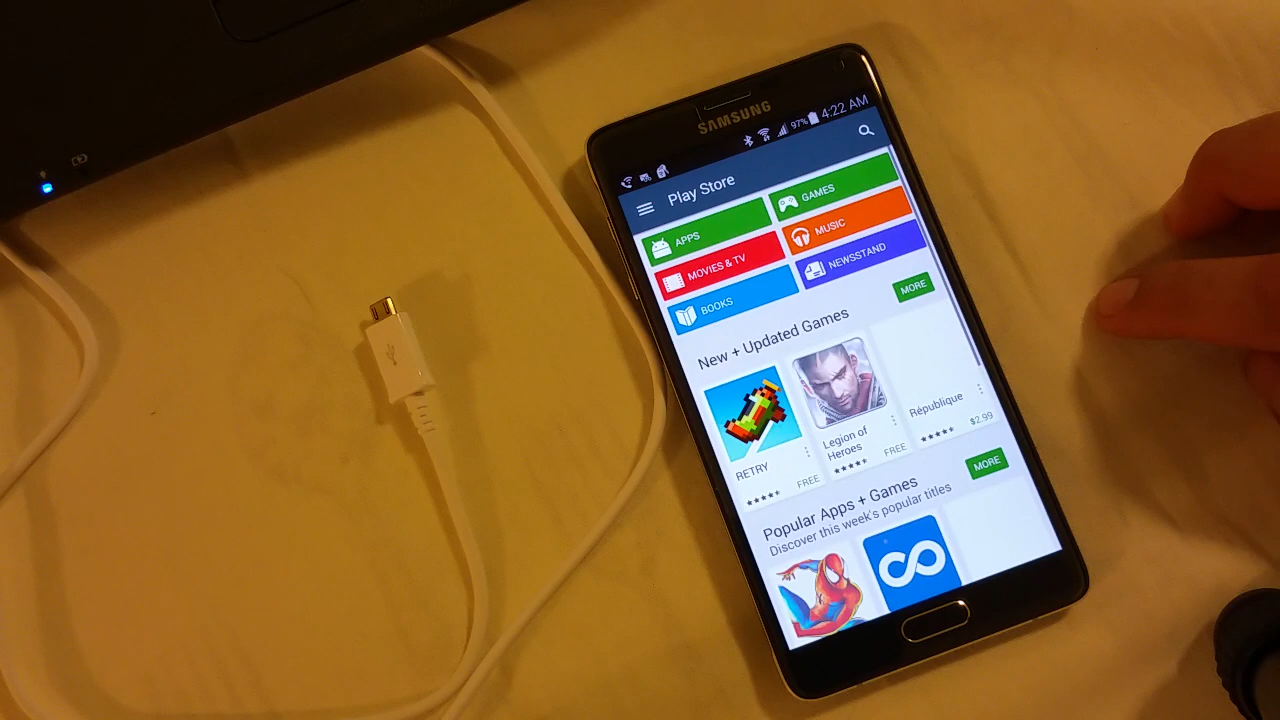 SAMSUNG
97% 4:22 AM
Play Store
APPS
GAMES
MOVIES & TV
MUSIC
BOOKS
NEWSSTAND
New + Updated Games
MORE
RETRY
FREE
Legion of
Heroes
FREE
République
$2.99
Popular Apps + Games
Discover this week's popular titles
MORE